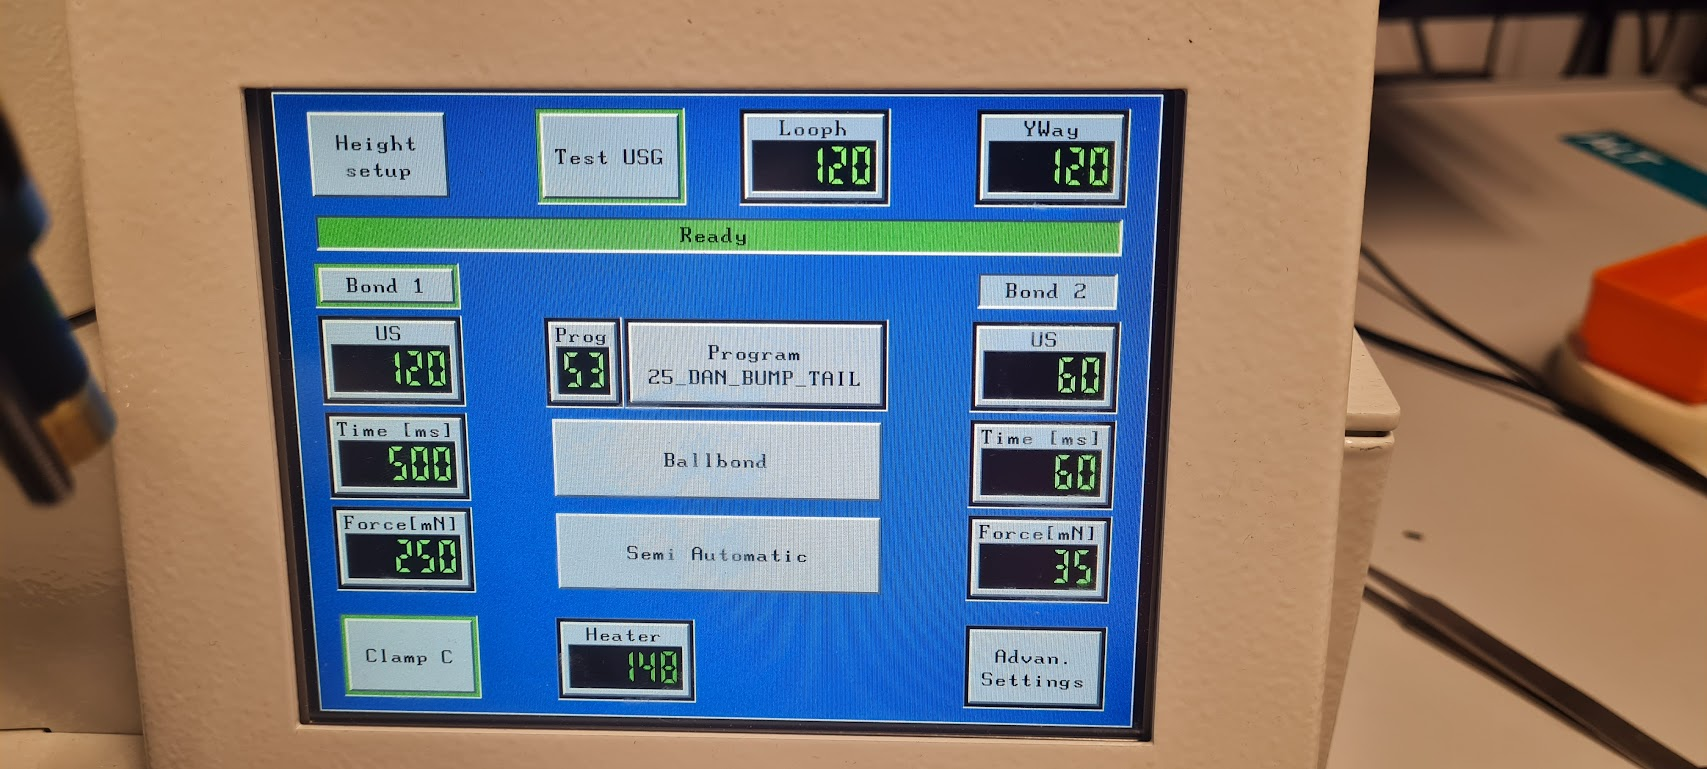 Height
setup
Test USG
Looph
120
YWay
120
Ready
Bond 1
Bond 2
US
120
Prog
53
Program
25_DAN_BUMP_TAIL
US
60
Time [ms]
500
Ballbond
Time [ms]
60
Force[mN]
250
Semi Automatic
Force[mN]
35
Clamp C
Heater
148
Advan.
Settings